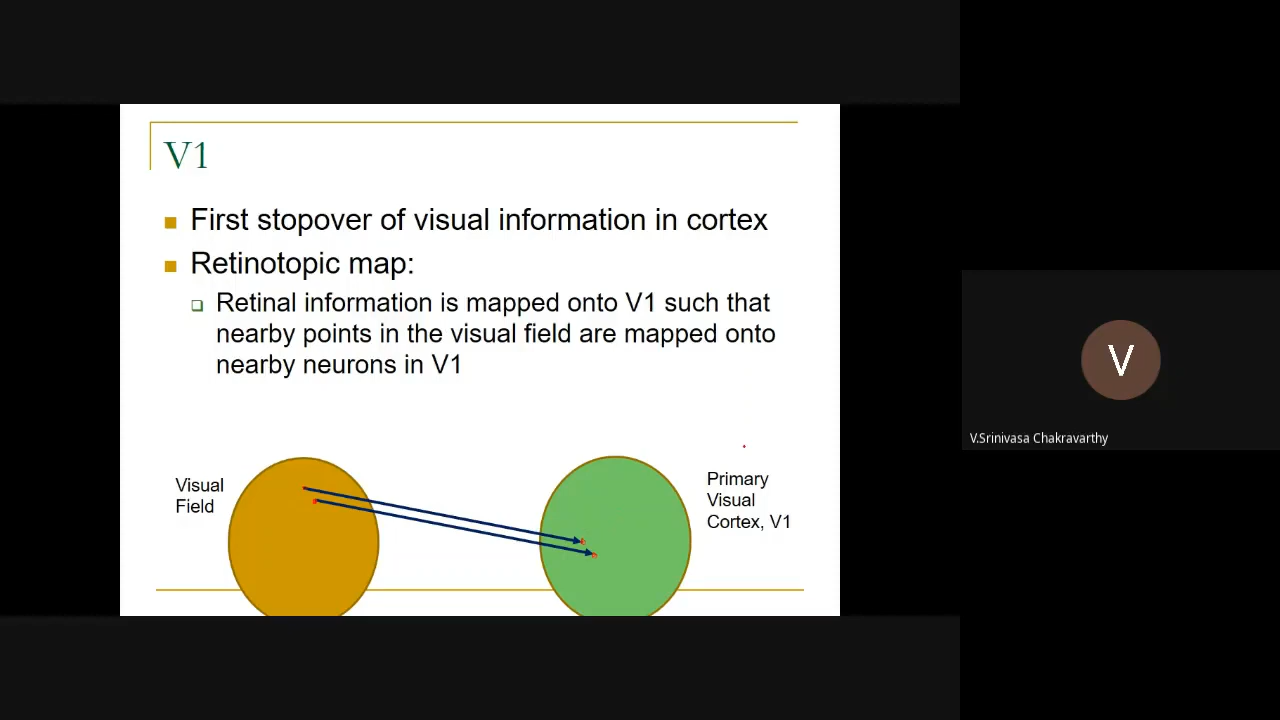 V1
First stopover of visual information in cortex
Retinotopic map:
Retinal information is mapped onto V1 such that
nearby points in the visual field are mapped onto
nearby neurons in V1
Visual
Field
Primary
Visual
Cortex, V1
V
V.Srinivasa Chakravarthy